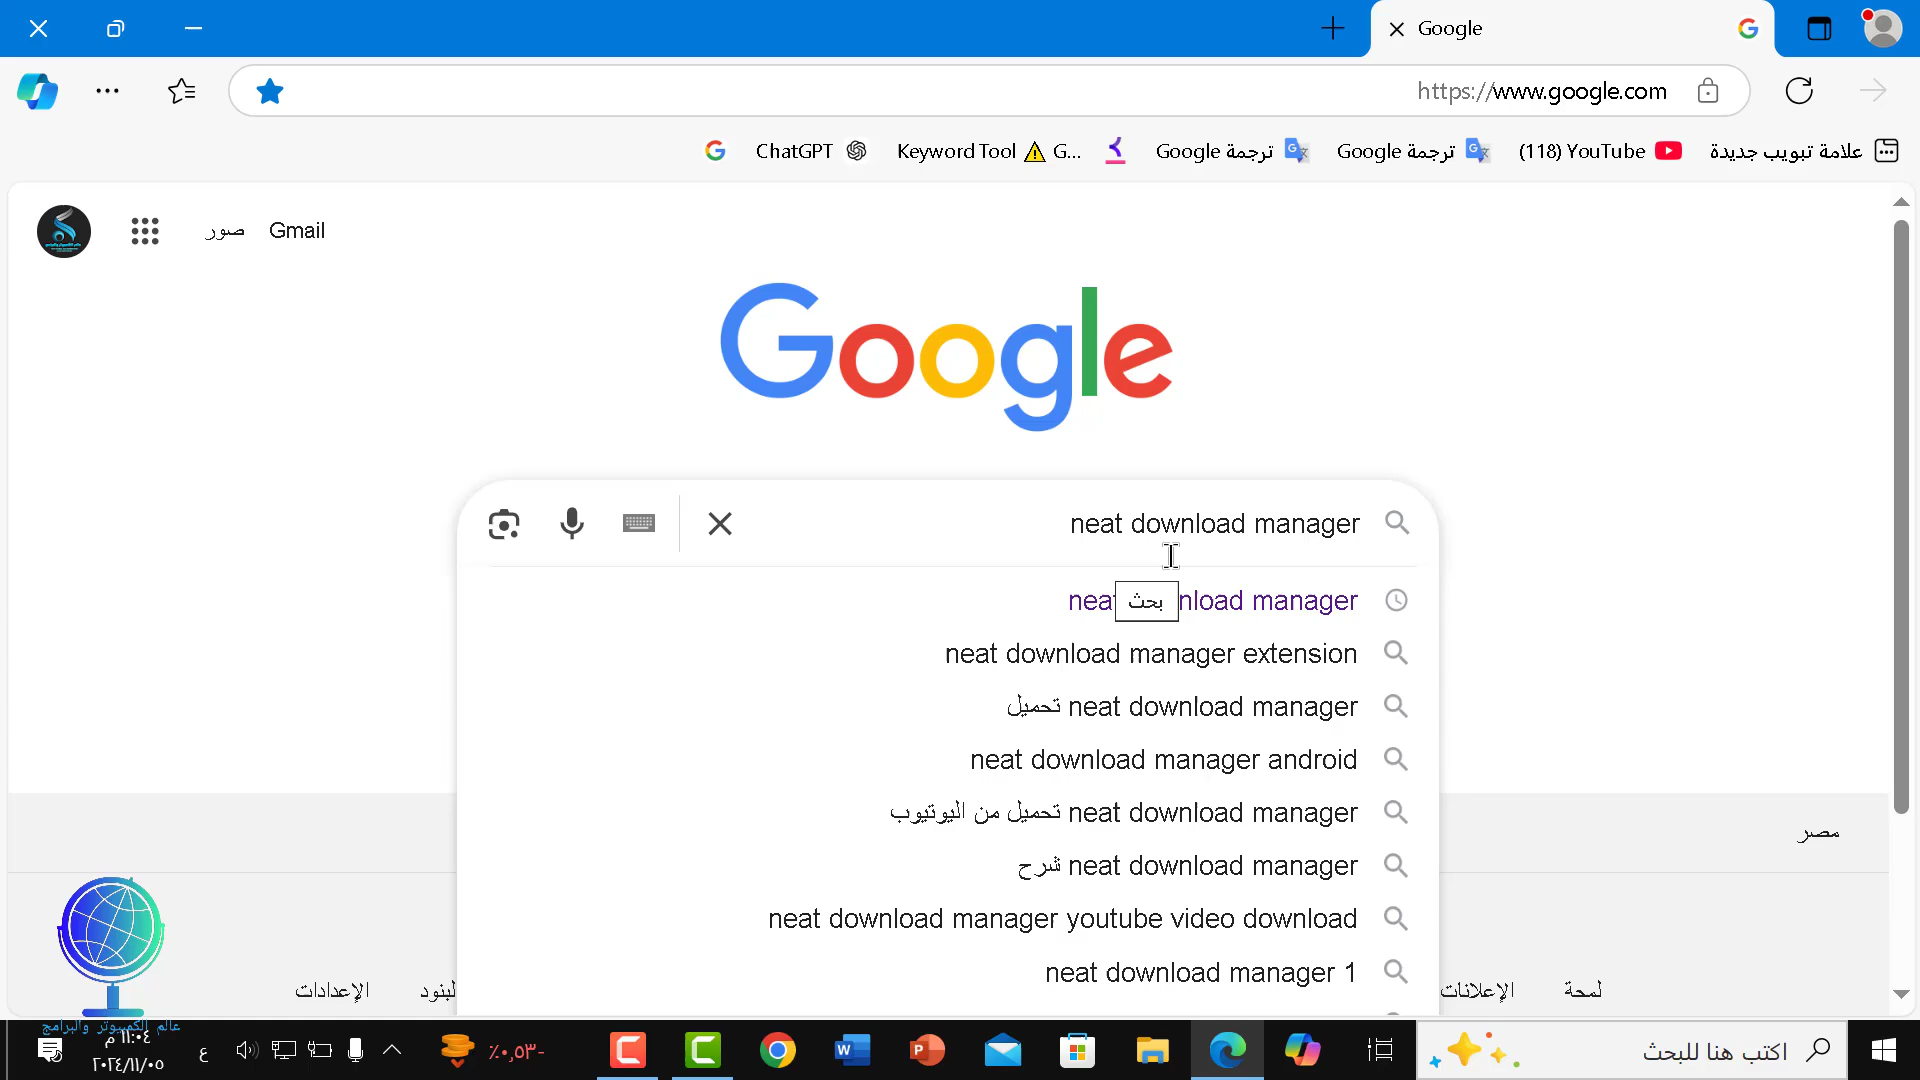 Google
https://www.google.com
علامة تبويب جديدة
(118) YouTube
ترجمة Google
ترجمة Google
Keyword Tool ⚠ G...
ChatGPT
صور Gmail
Google
neat download manager
neat nload manager
بحث
neat download manager extension
neat download manager تحميل
neat download manager android
neat download manager تحميل من اليوتيوب
neat download manager شرح
neat download manager youtube video download
neat download manager 1
مصر
لمحة
الإعلانات
لبنود
الإعدادات
عالم الكمبيوتر والبرامج
اكتب هنا للبحث
-٠٫٥٣٪
ع
١١:٠٤ م
٢٠٢٤/١١/٠٥